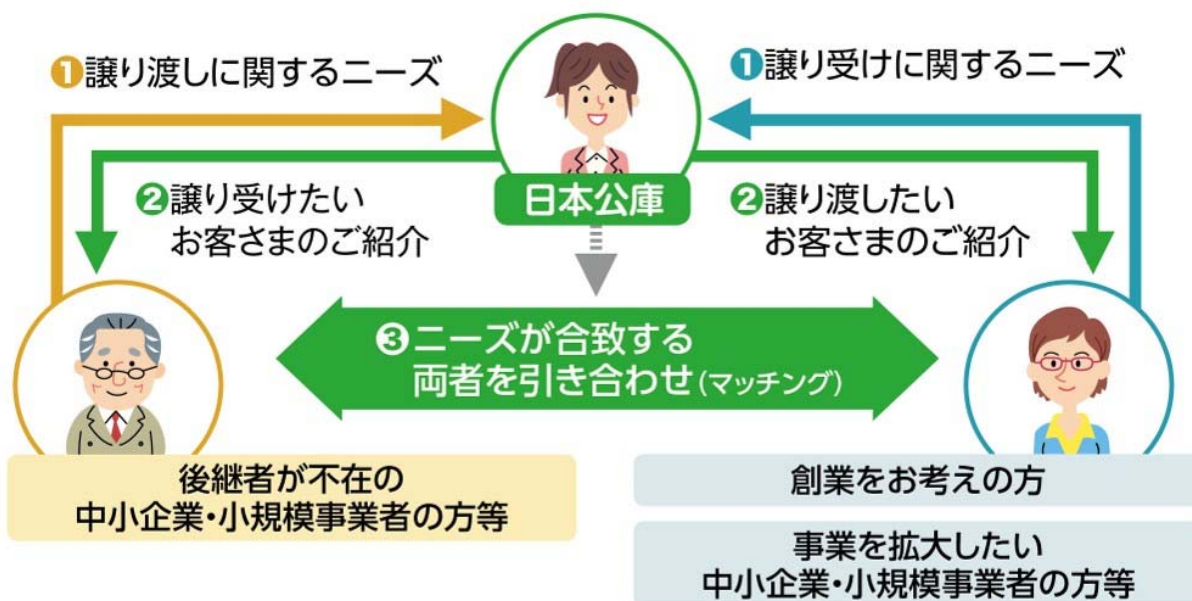 ❶譲り渡しに関するニーズ
❶譲り受けに関するニーズ
❷譲り受けたい
お客さまのご紹介
日本公庫
❷譲り渡したい
お客さまのご紹介
❸ニーズが合致する
両者を引き合わせ(マッチング)
後継者が不在の
中小企業・小規模事業者の方等
創業をお考えの方
事業を拡大したい
中小企業・小規模事業者の方等